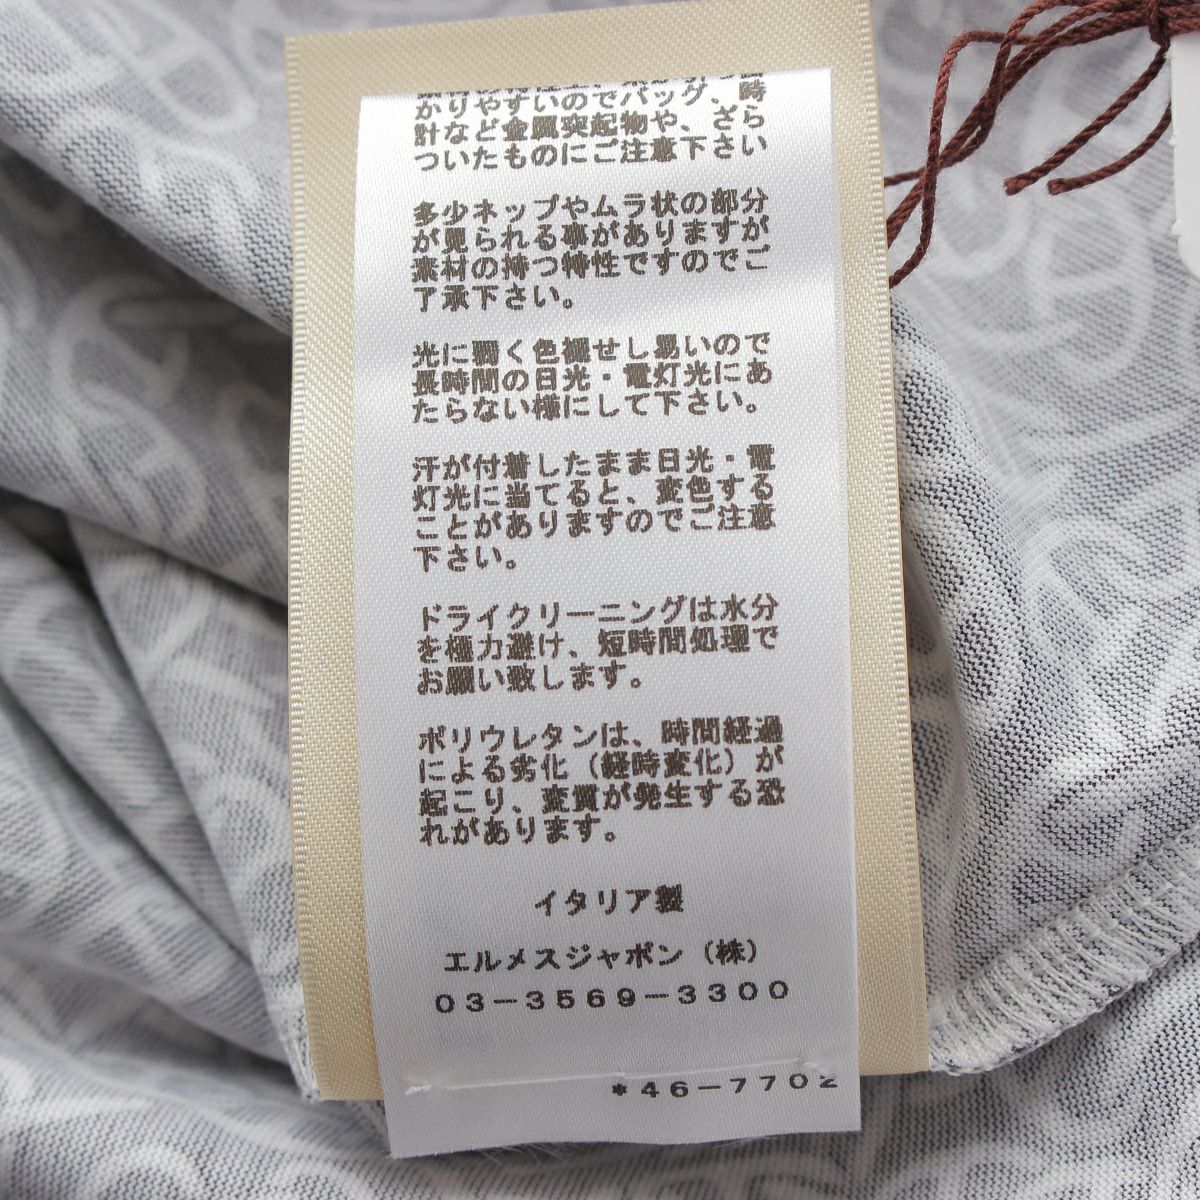 かりやすいのでバッグ、時
計など金属突起物や、ざら
ついたものにご注意下さい
多少ネップやムラ状の部分
が見られる事がありますが
素材の持つ特性ですのでご
了承下さい。
光に弱く色褪せし易いので
長時間の日光・電灯光にあ
たらない様にして下さい。
汗が付着したまま日光・電
灯光に当てると、変色する
ことがありますのでご注意
下さい。
ドライクリーニングは水分
を極力避け、短時間処理で
お願い致します。
ポリウレタンは、時間経過
による劣化（経時変化）が
起こり、変質が発生する恐
れがあります。
イタリア製
エルメスジャポン（株）
03-3569-3300
*46-7702